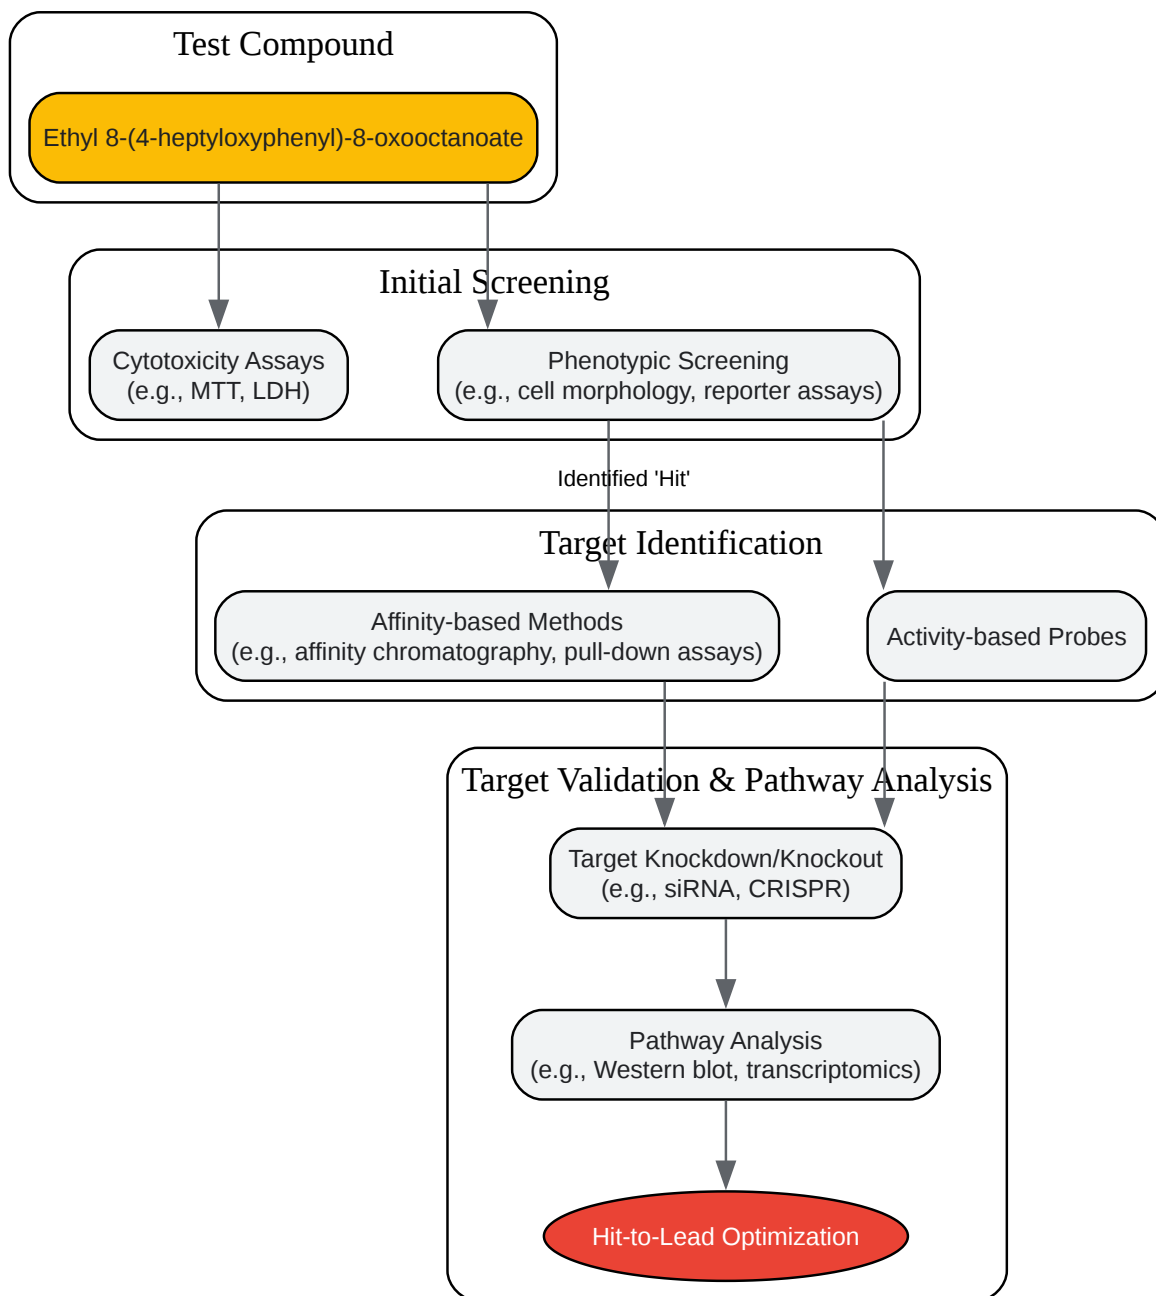 Test Compound
Ethyl 8-(4-heptyloxyphenyl)-8-oxooctanoate
Initial Screening
Cytotoxicity Assays
(e.g., MTT, LDH)
Phenotypic Screening
(e.g., cell morphology, reporter assays)
Identified 'Hit'
Target Identification
Affinity-based Methods
(e.g., affinity chromatography, pull-down assays)
Activity-based Probes
Target Validation & Pathway Analysis
Target Knockdown/Knockout
(e.g., siRNA, CRISPR)
Pathway Analysis
(e.g., Western blot, transcriptomics)
Hit-to-Lead Optimization